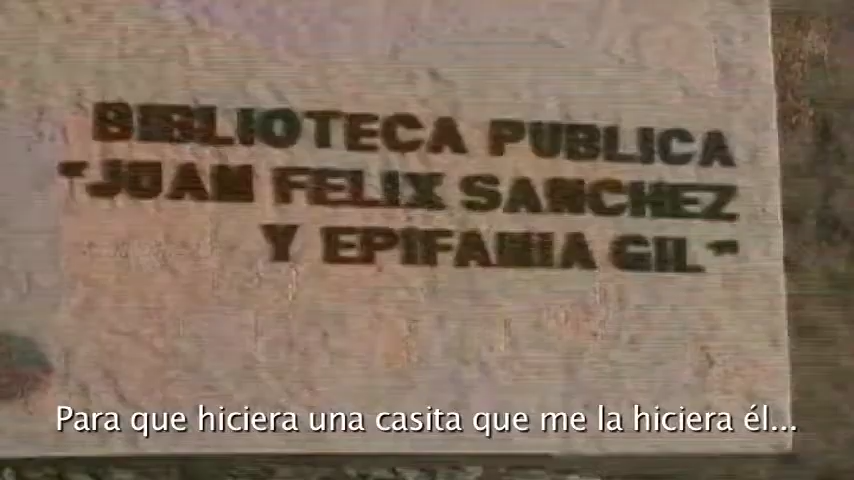 BIBLIOTECA PUBLICA
"JUAN FELIX SANCHEZ
Y EPIFANIA GIL"
Para que hiciera una casita que me la hiciera él...